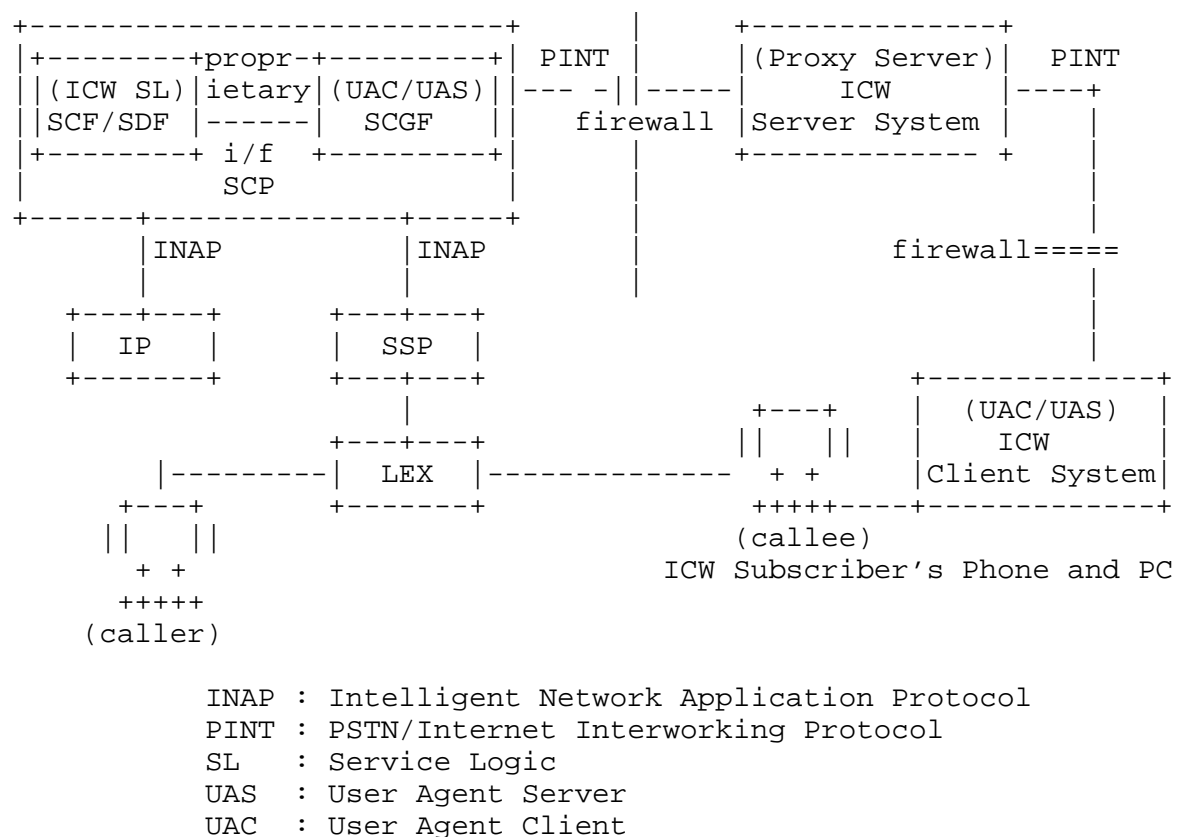 +---------------------------+ | +--------------+
|+--------+propr-+---------+| PINT | |(Proxy Server)| PINT
||(ICW SL)|ietary|(UAC/UAS)||--- -||-----| ICW |----+
||SCF/SDF |------| SCGF || firewall |Server System | |
|+--------+ i/f +---------+| | +------------- + |
| SCP | | |
+------+--------------+-----+ | |
|INAP |INAP | firewall=====
| | | |
+---+---+ +---+---+ |
| IP | | SSP | |
+-------+ +---+---+ +-------------+
| +---+ | (UAC/UAS) |
+---+---+ || || | ICW |
|---------| LEX |-------------- + + |Client System|
+---+ +-------+ +++++----+-------------+
|| || (callee)
+ + ICW Subscriber's Phone and PC
+++++
(caller)
INAP : Intelligent Network Application Protocol
PINT : PSTN/Internet Interworking Protocol
SL : Service Logic
UAS : User Agent Server
UAC : User Agent Client